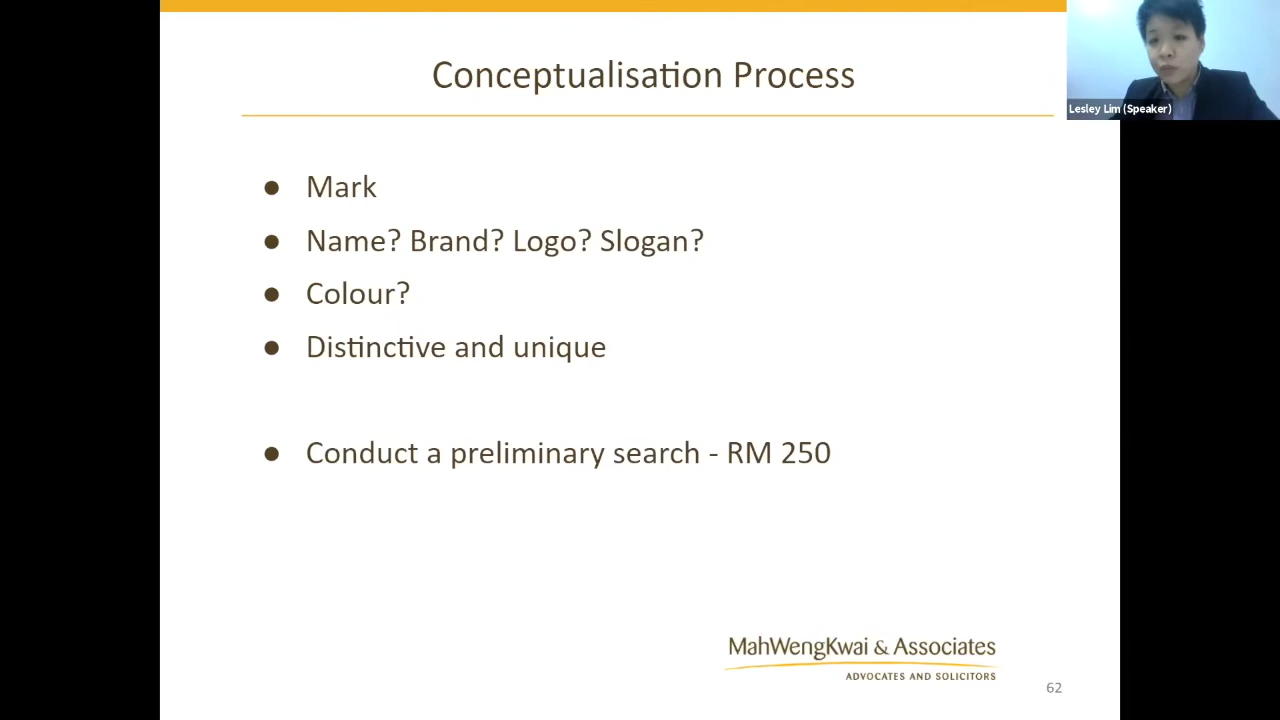 Conceptualisation Process
Lesley Lim (Speaker)
● Mark
● Name? Brand? Logo? Slogan?
● Colour?
● Distinctive and unique
● Conduct a preliminary search - RM 250
MahWengKwai & Associates
ADVOCATES AND SOLICITORS
62